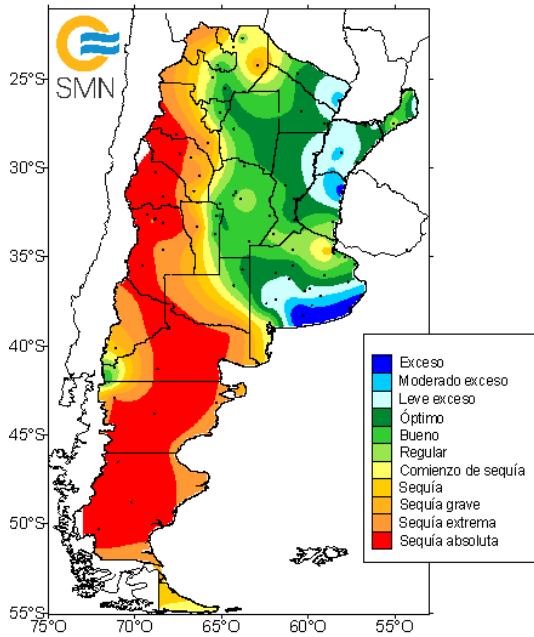 SMN
25°S
30°S
35°S
40°S
45°S
50°S
55°S
75°O 70°O 65°O 60°O 55°O
Exceso
Moderado exceso
Leve exceso
Óptimo
Bueno
Regular
Comienzo de sequía
Sequía
Sequía grave
Sequía extrema
Sequía absoluta